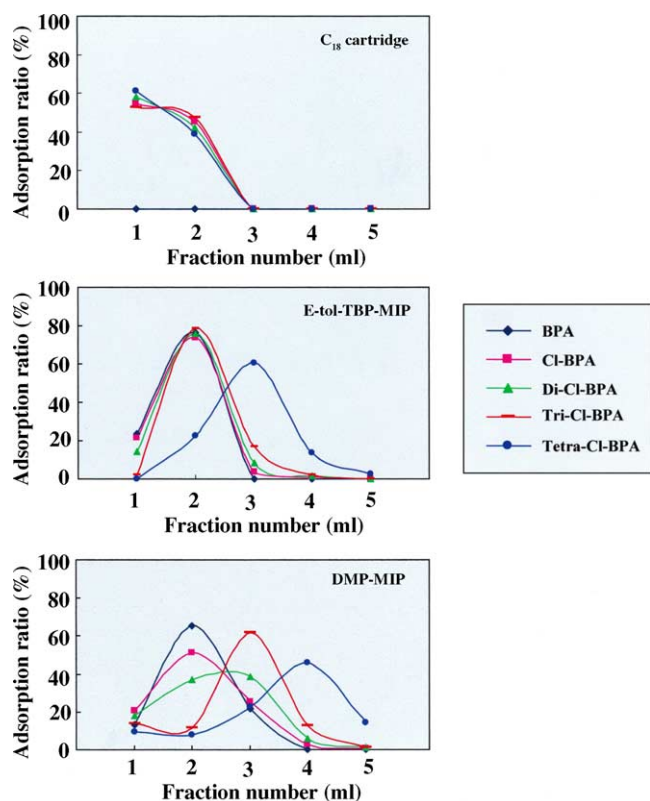 100
80
60
40
20
0
Adsorption ratio (%)
C18 cartridge
1 2 3 4 5
Fraction number (ml)
100
80
60
40
20
0
Adsorption ratio (%)
E-tol-TBP-MIP
1 2 3 4 5
Fraction number (ml)
BPA
Cl-BPA
Di-Cl-BPA
Tri-Cl-BPA
Tetra-Cl-BPA
100
80
60
40
20
0
Adsorption ratio (%)
DMP-MIP
1 2 3 4 5
Fraction number (ml)